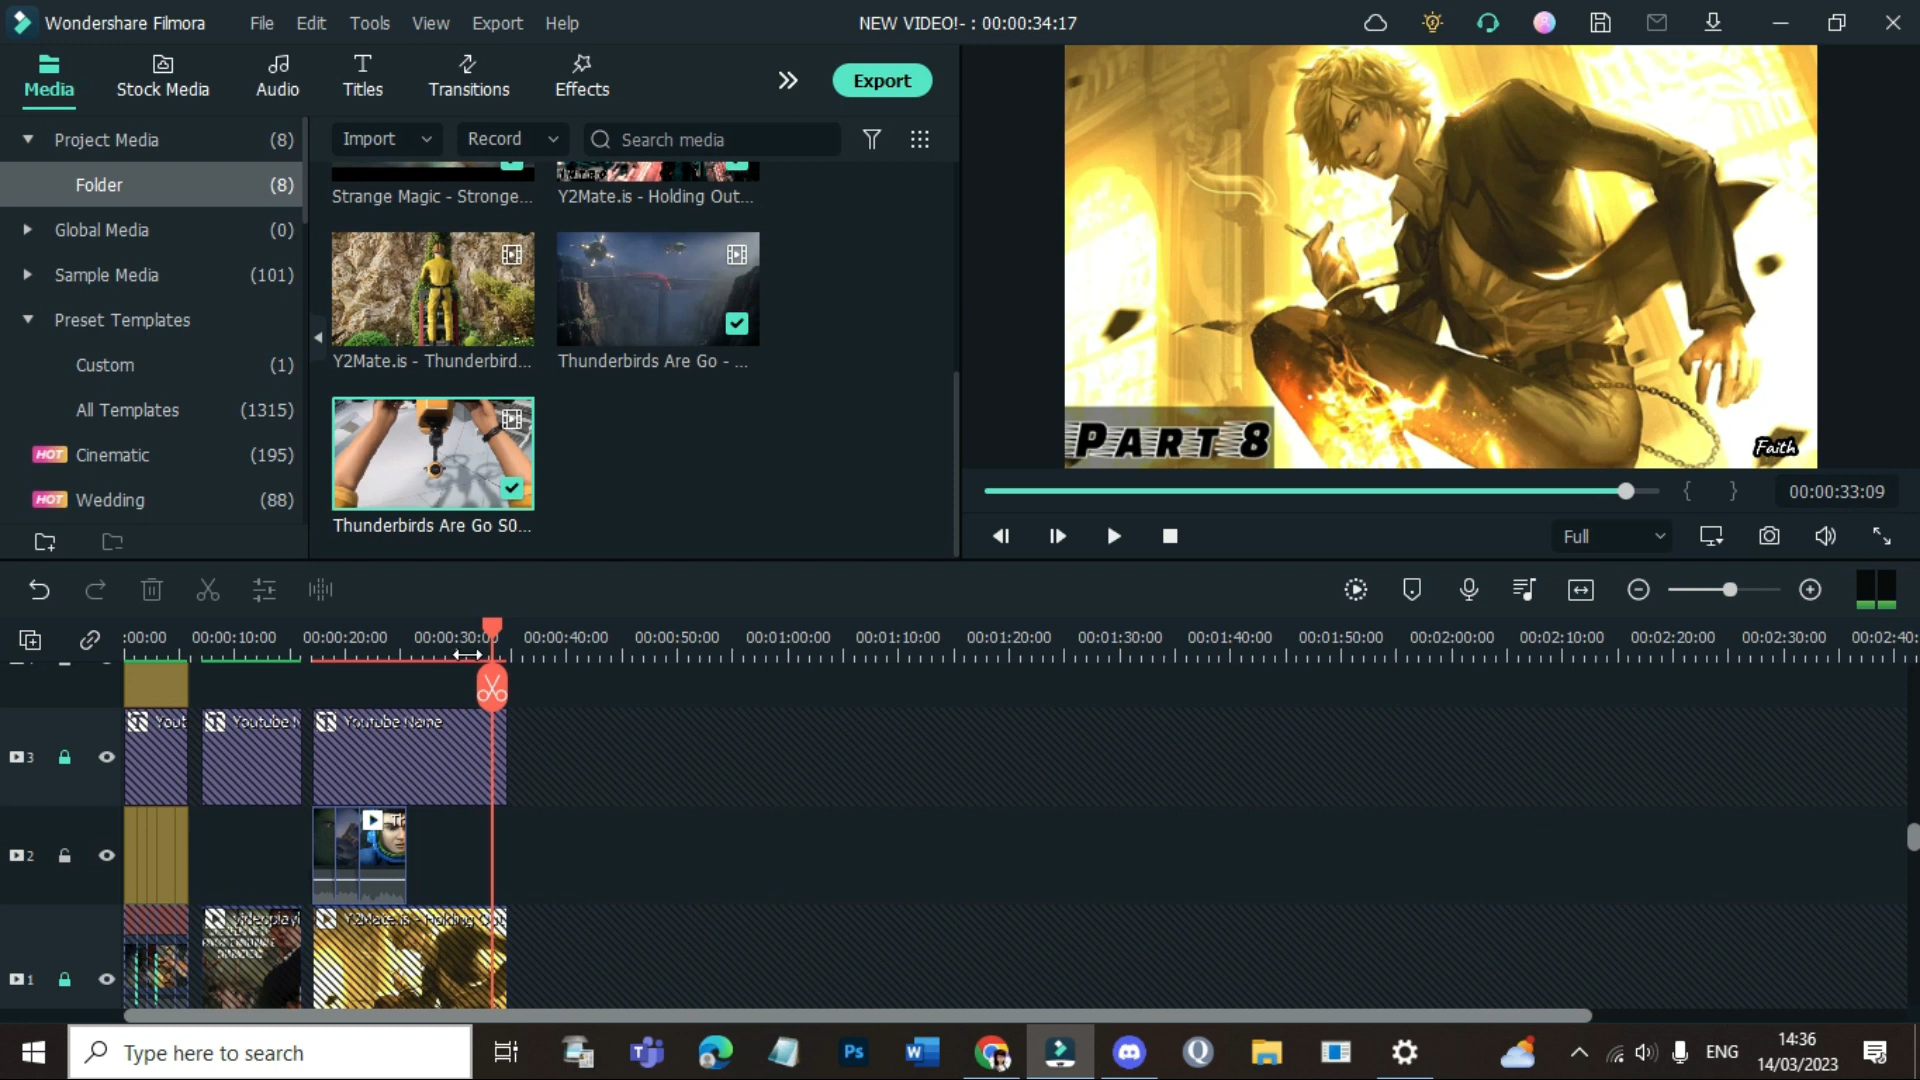 Wondershare Filmora File Edit Tools View Export Help NEW VIDEO!- : 00:00:34:17
Media Stock Media Audio Titles Transitions Effects Export
Project Media (8)
Folder (8)
Global Media (0)
Sample Media (101)
Preset Templates
Custom (1)
All Templates (1315)
HOT Cinematic (195)
HOT Wedding (88)
Import Record Search media
Strange Magic - Stronge... Y2Mate.is - Holding Out...
Y2Mate.is - Thunderbird... Thunderbirds Are Go - ...
Thunderbirds Are Go S0...
PART 8
Faith
{ } 00:00:33:09
Full
:00:00 00:00:10:00 00:00:20:00 00:00:30:00 00:00:40:00 00:00:50:00 00:01:00:00 00:01:10:00 00:01:20:00 00:01:30:00 00:01:40:00 00:01:50:00 00:02:00:00 00:02:10:00 00:02:20:00 00:02:30:00 00:02:40:
Yout Youtube Youtube Name
3
2
Videoplay Y2Mate.is - Holding Out
1
Type here to search
Ps
ENG
14:36
14/03/2023